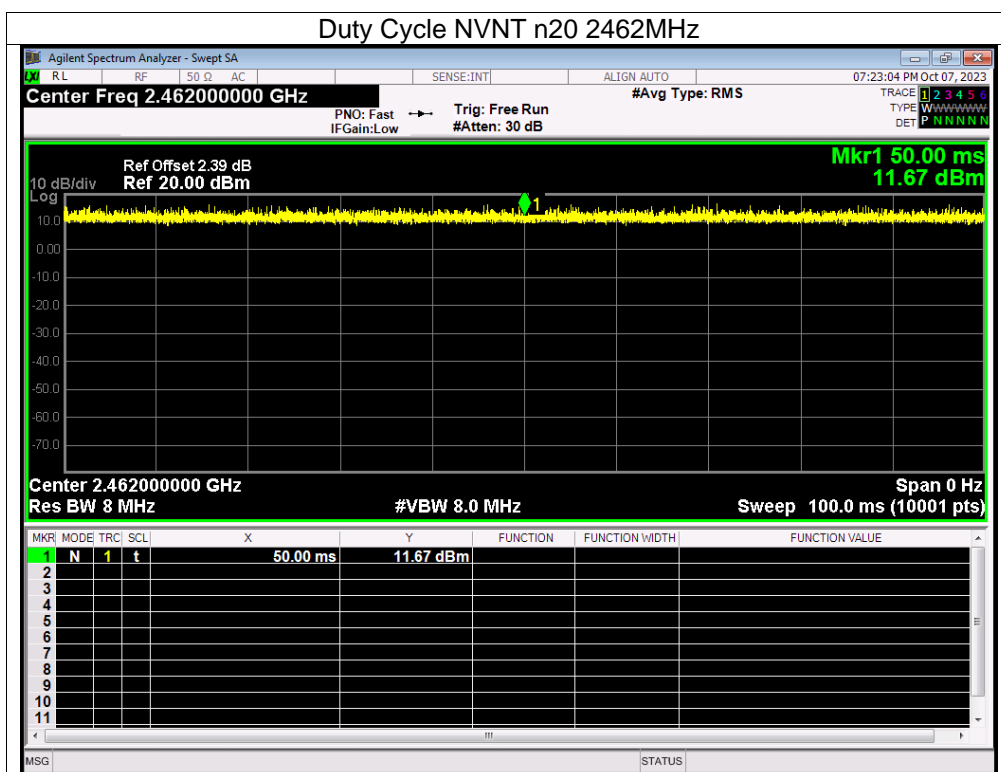 Duty Cycle NVNT n20 2462MHz
Agilent Spectrum Analyzer - Swept SA
LXI RL RF 50 Ω AC SENSE:INT ALIGN AUTO 07:23:04 PM Oct 07, 2023
Center Freq 2.462000000 GHz #Avg Type: RMS TRACE 1 2 3 4 5 6
PNO: Fast Trig: Free Run TYPE WWWWWWW
IFGain:Low #Atten: 30 dB DET P N N N N N
Mkr1 50.00 ms
Ref Offset 2.39 dB
10 dB/div Ref 20.00 dBm 11.67 dBm
Log
1
10.0
0.00
-10.0
-20.0
-30.0
-40.0
-50.0
-60.0
-70.0
Center 2.462000000 GHz Span 0 Hz
Res BW 8 MHz #VBW 8.0 MHz Sweep 100.0 ms (10001 pts)
MKR MODE TRC SCL X Y FUNCTION FUNCTION WIDTH FUNCTION VALUE
1 N 1 t 50.00 ms 11.67 dBm
2
3
4
5
6
7
8
9
10
11
MSG STATUS